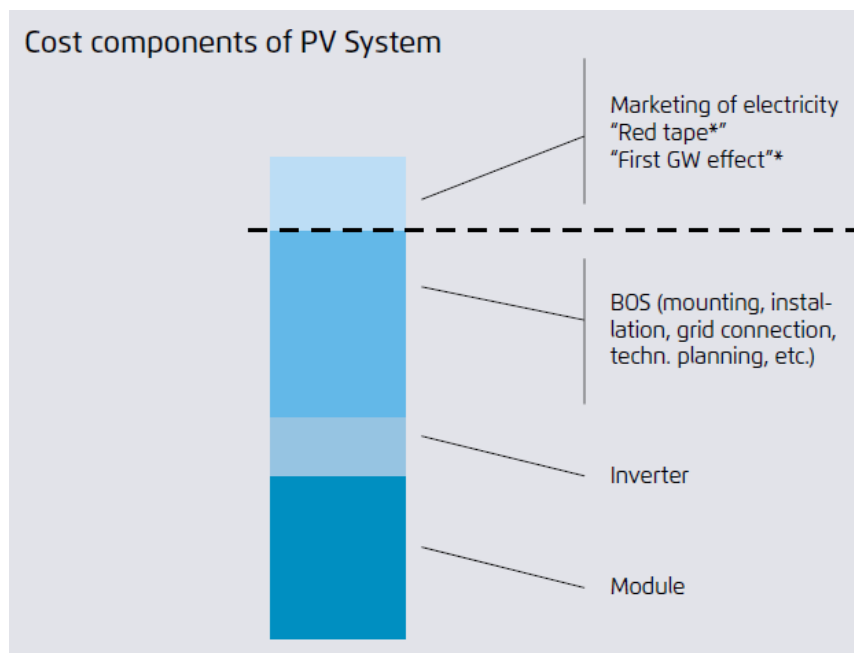 Cost components of PV System
Marketing of electricity
“Red tape*”
“First GW effect”*
BOS (mounting, instal-
lation, grid connection,
techn. planning, etc.)
Inverter
Module